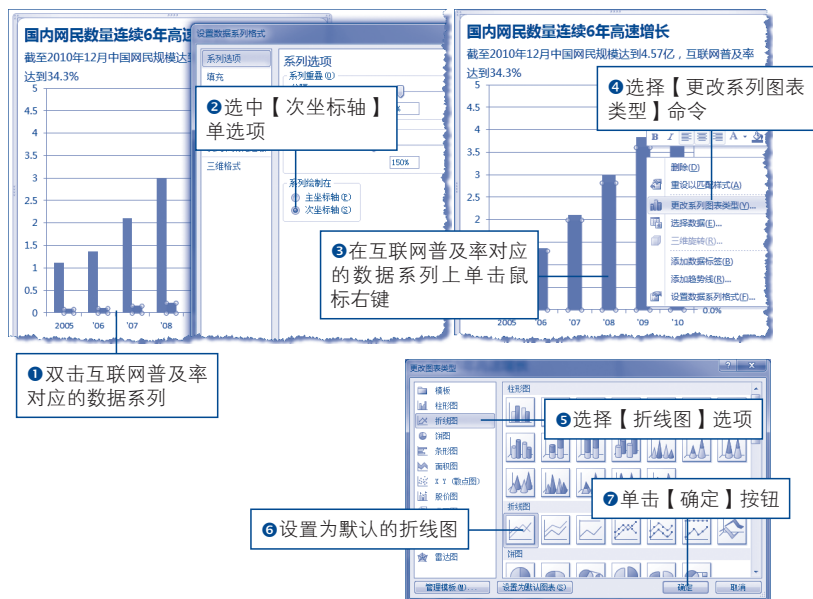 国内网民数量连续6年高速
截至2010年12月中国网民规模达
达到34.3%
5
4.5
4
3.5
3
2.5
2
1.5
1
0.5
0
2005
'06
'07
'08
设置数据系列格式
系列选项
填充
三维格式
系列选项
系列重叠(O)
150%
系列绘制在
主坐标轴(P)
次坐标轴(S)
❷选中【次坐标轴】
单选项
❶双击互联网普及率
对应的数据系列
国内网民数量连续6年高速增长
截至2010年12月中国网民规模达到4.57亿，互联网普及率
达到34.3%
5
4.5
4
3.5
3
2.5
2
2005
'06
'07
'08
'09
'10
0.0%
❹选择【更改系列图表
类型】命令
B I A
删除(D)
重设以匹配样式(A)
更改系列图表类型(Y)...
选择数据(E)...
三维旋转(R)...
添加数据标签(B)
添加趋势线(R)...
设置数据系列格式(F)...
❸在互联网普及率对应
的数据系列上单击鼠
标右键
更改图表类型
模板
柱形图
折线图
饼图
条形图
面积图
X Y (散点图)
股价图
雷达图
柱形图
折线图
饼图
管理模板(M)...
设置为默认图表(S)
确定
取消
❺选择【折线图】选项
❻设置为默认的折线图
❼单击【确定】按钮